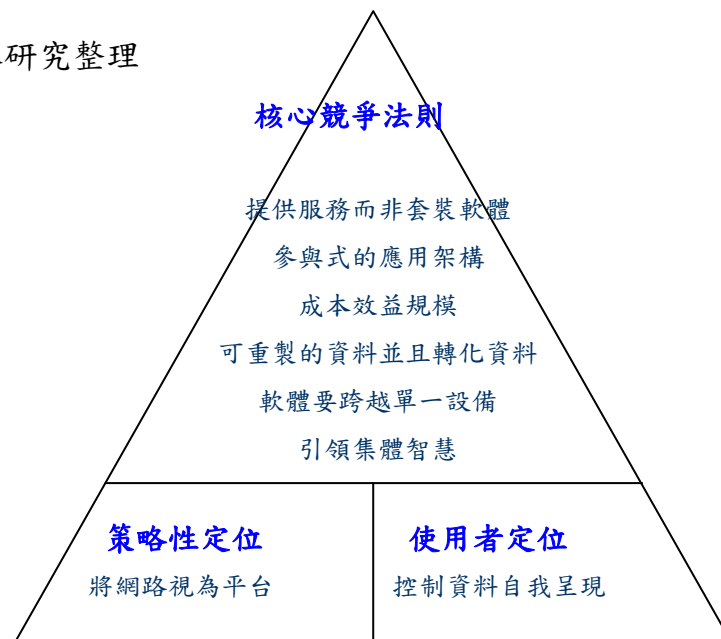 研究整理
核心競爭法則
提供服務而非套裝軟體
參與式的應用架構
成本效益規模
可重製的資料並且轉化資料
軟體要跨越單一設備
引領集體智慧
策略性定位
使用者定位
將網路視為平台
控制資料自我呈現